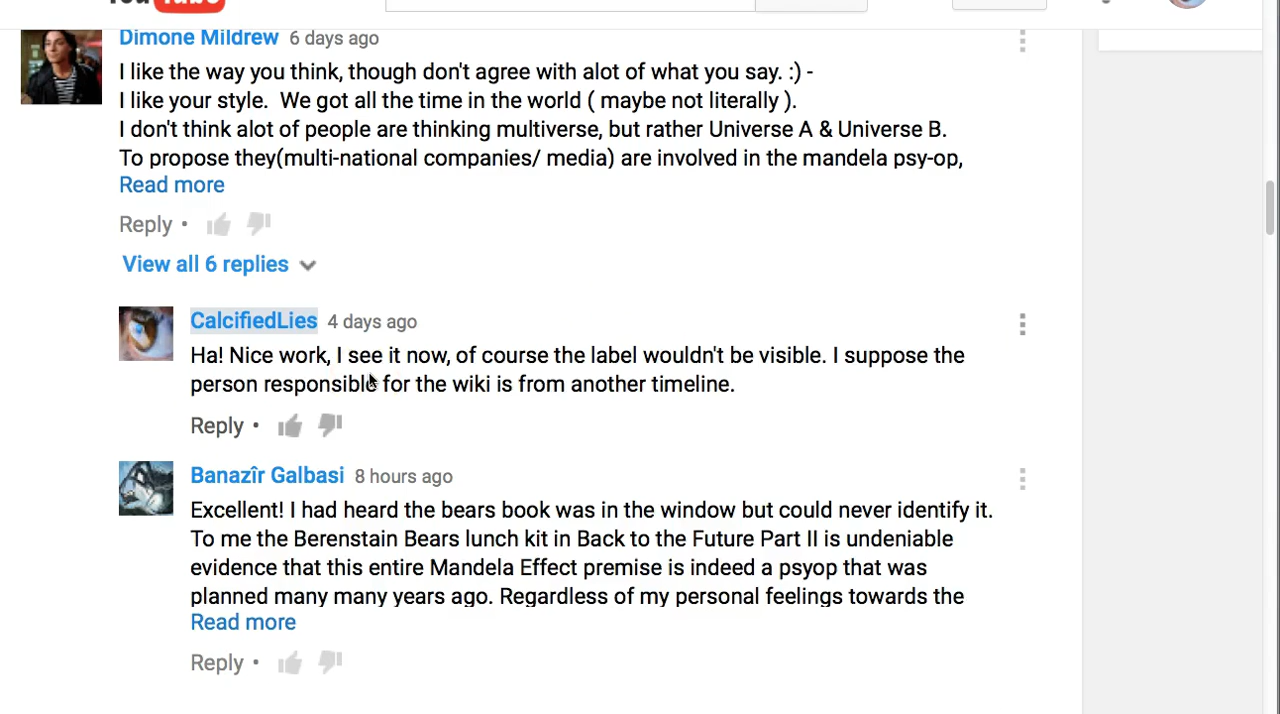 YouTube
Dimone Mildrew 6 days ago
I like the way you think, though don't agree with alot of what you say. :) -
I like your style.  We got all the time in the world ( maybe not literally ).
I don't think alot of people are thinking multiverse, but rather Universe A & Universe B.
To propose they(multi-national companies/ media) are involved in the mandela psy-op,
Read more
Reply •
View all 6 replies
CalcifiedLies 4 days ago
Ha! Nice work, I see it now, of course the label wouldn't be visible. I suppose the
person responsible for the wiki is from another timeline.
Reply •
Banazîr Galbasi 8 hours ago
Excellent! I had heard the bears book was in the window but could never identify it.
To me the Berenstain Bears lunch kit in Back to the Future Part II is undeniable
evidence that this entire Mandela Effect premise is indeed a psyop that was
planned many many years ago. Regardless of my personal feelings towards the
Read more
Reply •